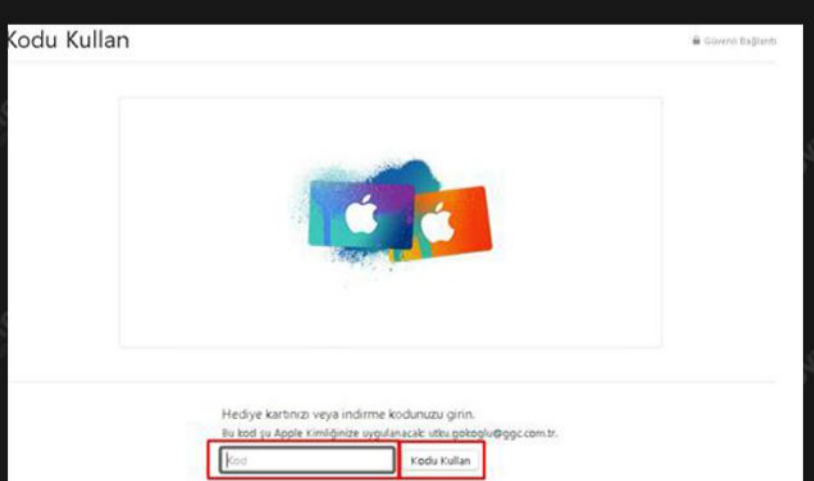 Kodu Kullan
Güvenli Bağlantı
Hediye kartınızı veya indirme kodunuzu girin.
Bu kod şu Apple Kimliğinize uygulanacak: utku.gokoglu@ggc.com.tr.
Kod
Kodu Kullan